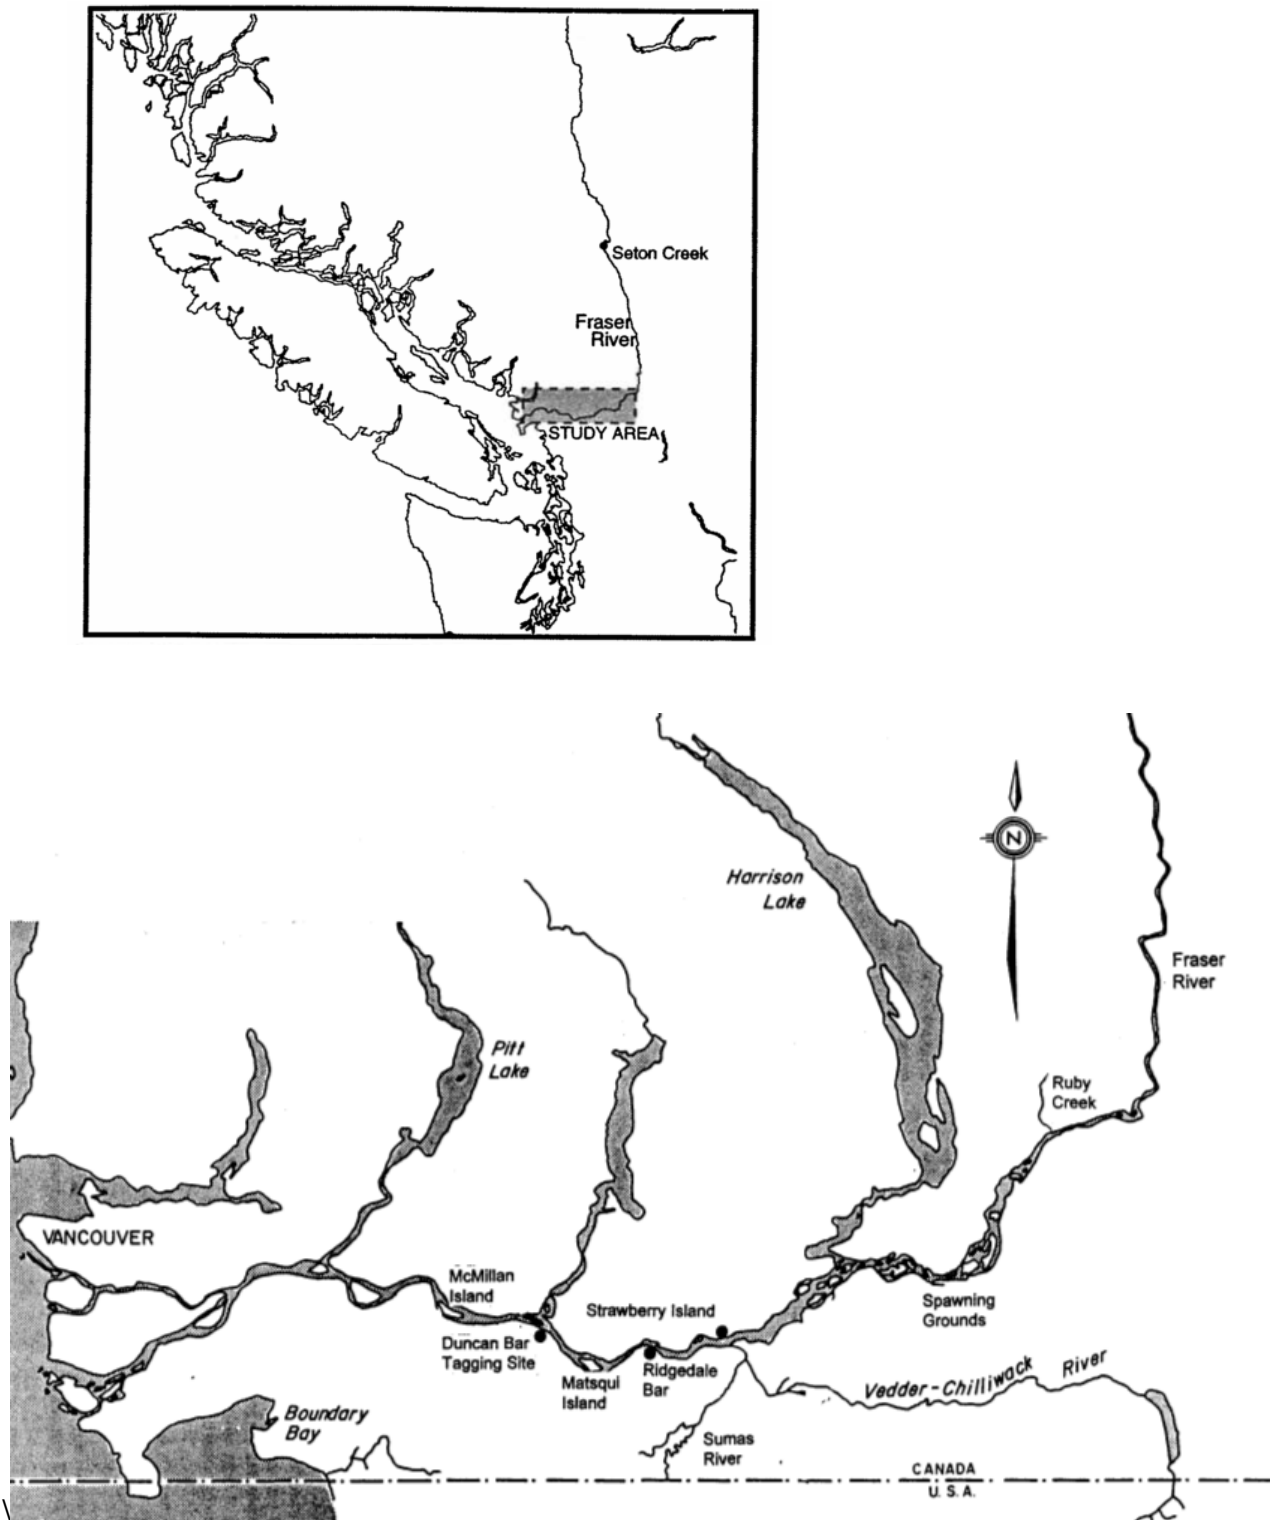 Seton Creek
Fraser
River
STUDY AREA
N
Harrison
Lake
Fraser
River
Pitt
Lake
Ruby
Creek
VANCOUVER
McMillan
Island
Strawberry Island
Spawning
Grounds
Duncan Bar
Tagging Site
Ridgedale
Bar
Matsqui
Island
Vedder-Chilliwack River
Boundary
Bay
Sumas
River
CANADA
U.S.A.